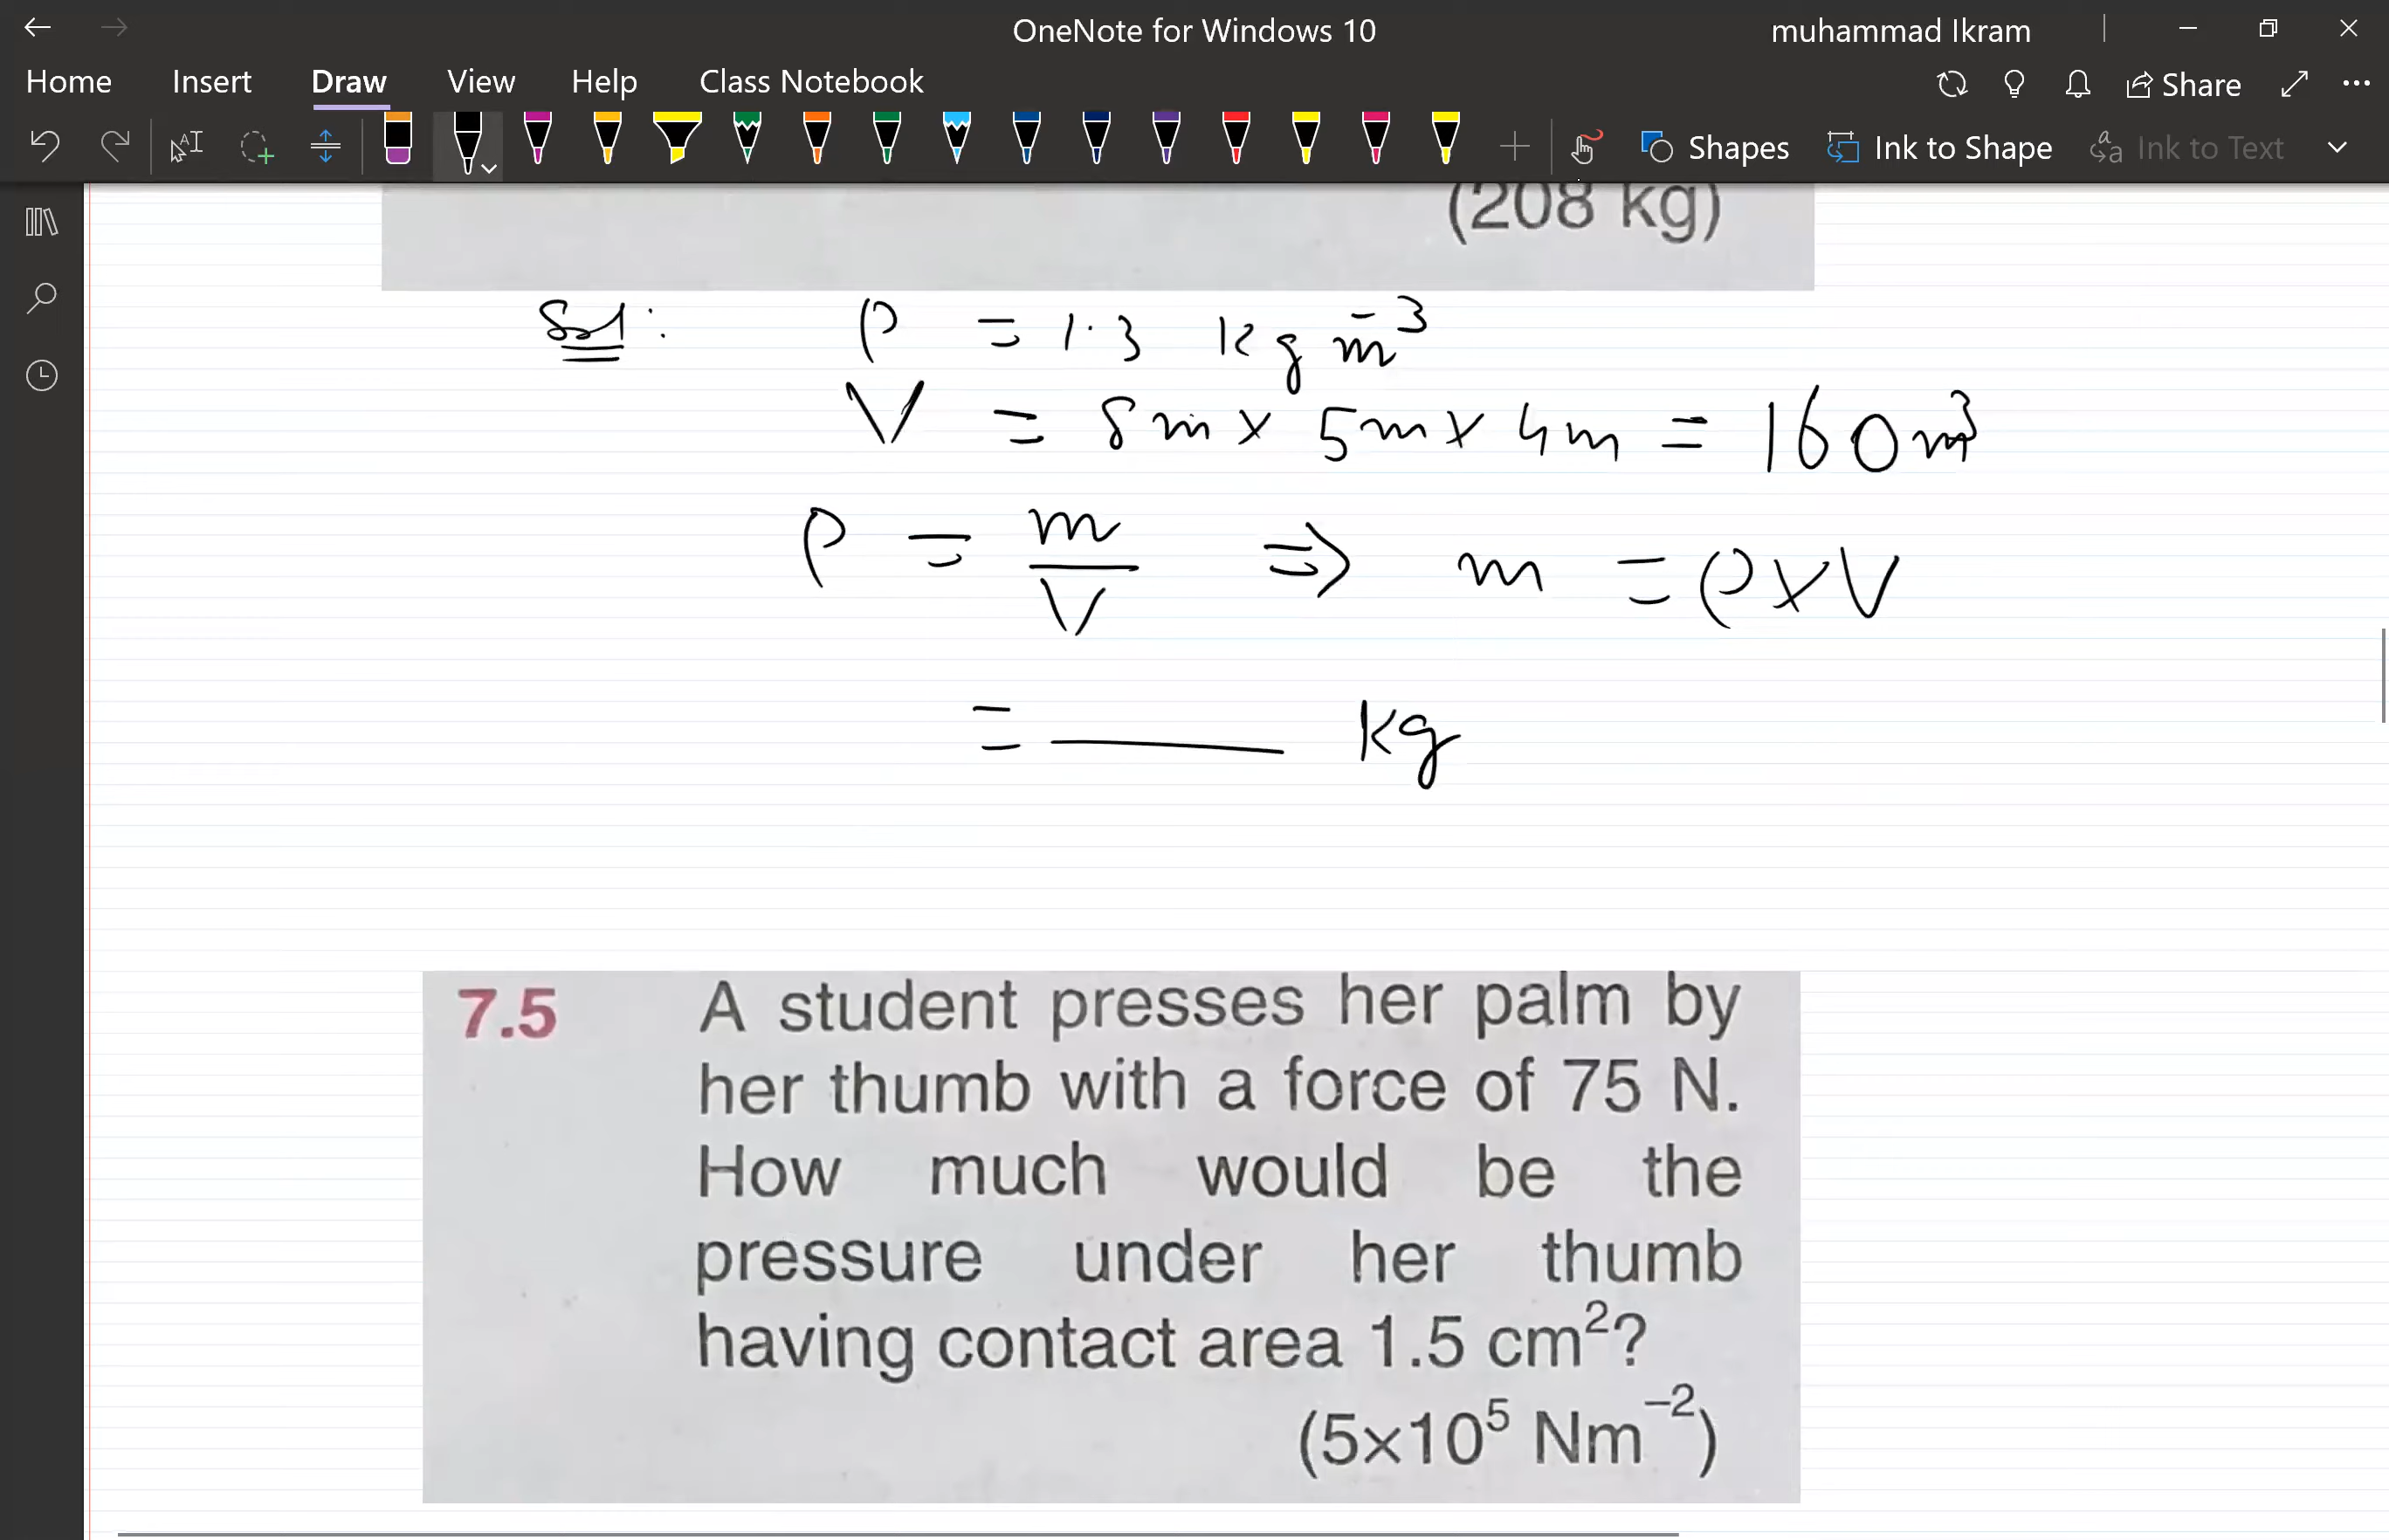 OneNote for Windows 10 muhammad Ikram
Home Insert Draw View Help Class Notebook Share
Shapes Ink to Shape Ink to Text
(208 kg)
Sol: ρ = 1.3 kg m⁻³
V = 8m x 5m x 4m = 160m³
ρ = m/V ⇒ m = ρxV
= ____ kg
7.5 A student presses her palm by
her thumb with a force of 75 N.
How much would be the
pressure under her thumb
having contact area 1.5 cm²?
(5×10⁵ Nm⁻²)